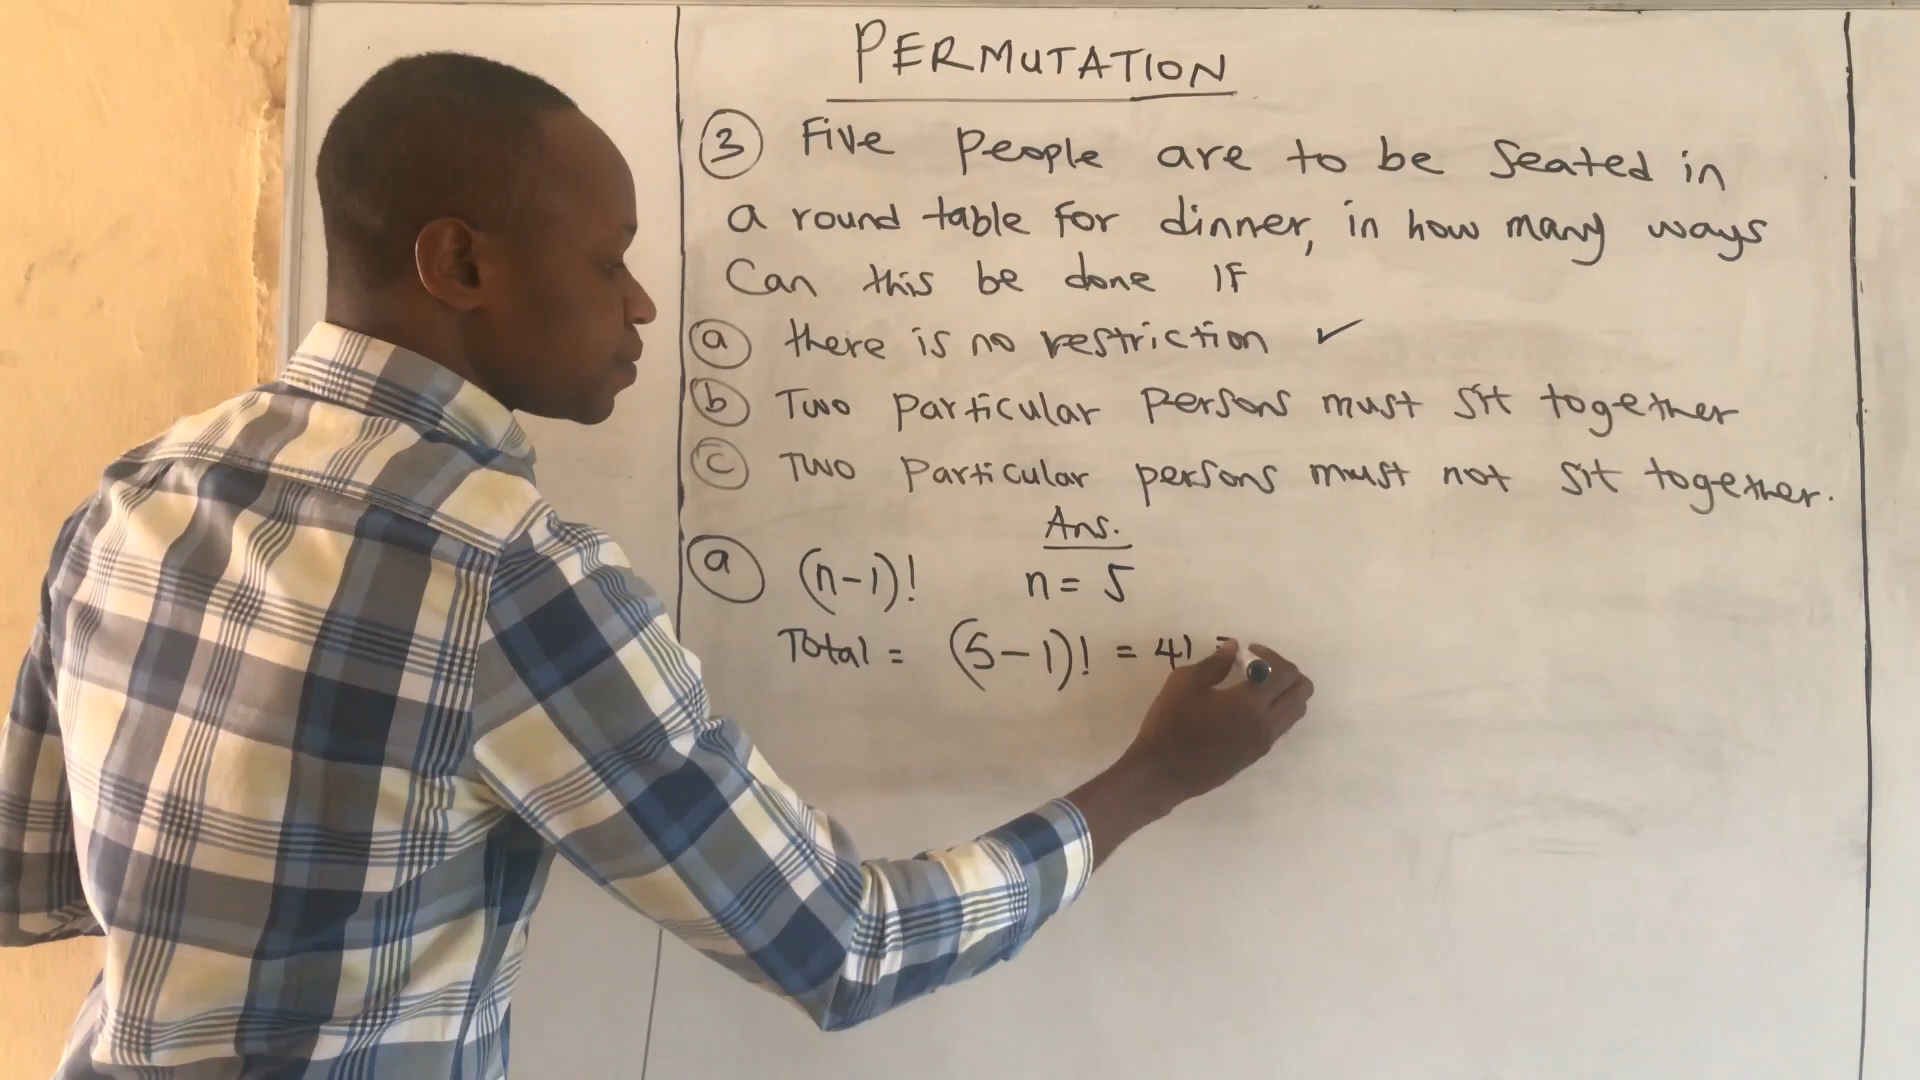 PERMUTATION
3 Five people are to be seated in
a round table for dinner, in how many ways
Can this be done IF
a there is no restriction ✓
b Two particular persons must sit together
c Two particular persons must not sit together.
Ans.
a (n-1)! n = 5
Total = (5-1)! = 4! =